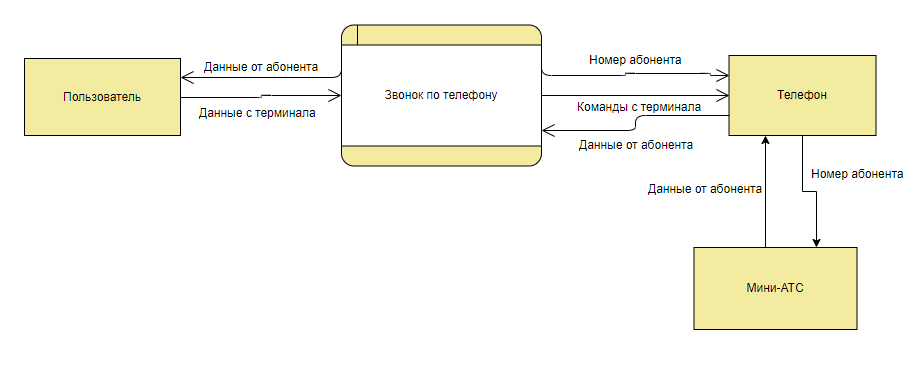 Данные от абонента
Номер абонента
Пользователь
Звонок по телефону
Телефон
Данные с терминала
Команды с терминала
Данные от абонента
Номер абонента
Данные от абонента
Мини-АТС